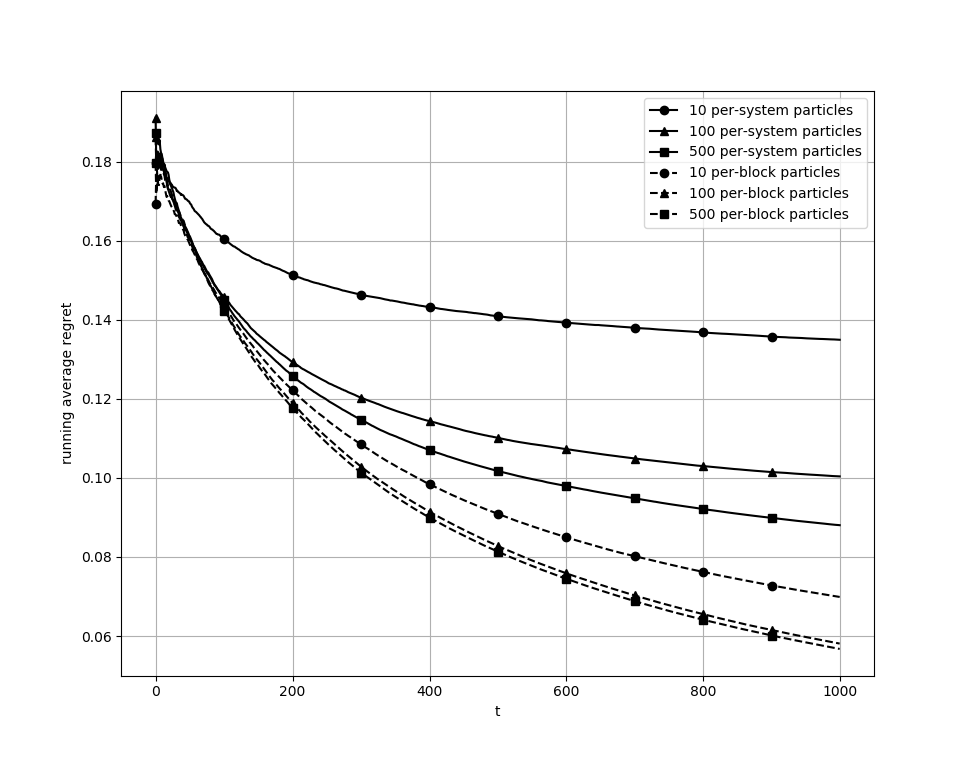 10 per-system particles
100 per-system particles
500 per-system particles
10 per-block particles
100 per-block particles
500 per-block particles
running average regret
0.18
0.16
0.14
0.12
0.10
0.08
0.06
0 200 400 600 800 1000
t